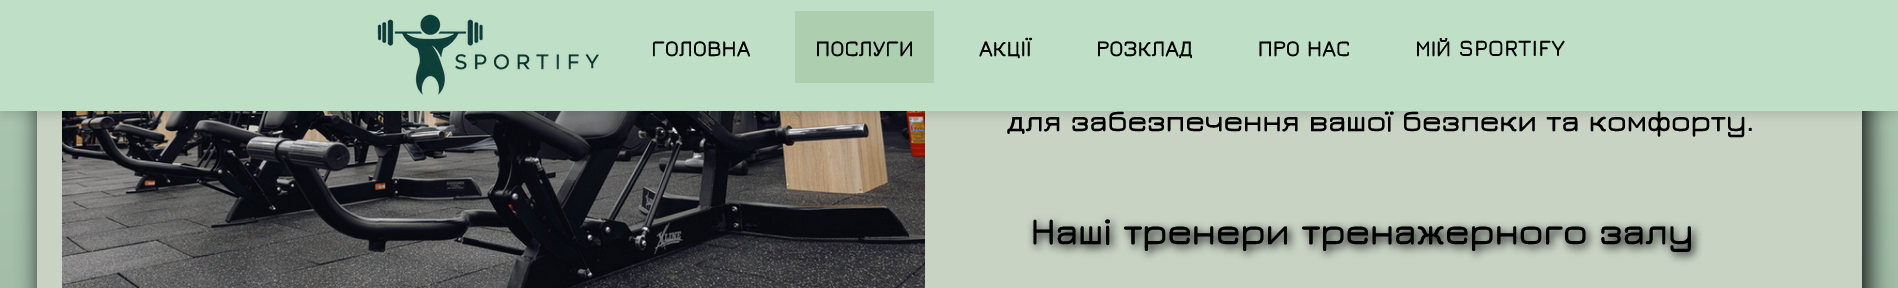 SPORTIFY
ГОЛОВНА
ПОСЛУГИ
АКЦІЇ
РОЗКЛАД
ПРО НАС
МІЙ SPORTIFY
для забезпечення вашої безпеки та комфорту.
Наші тренери тренажерного залу
XLINE